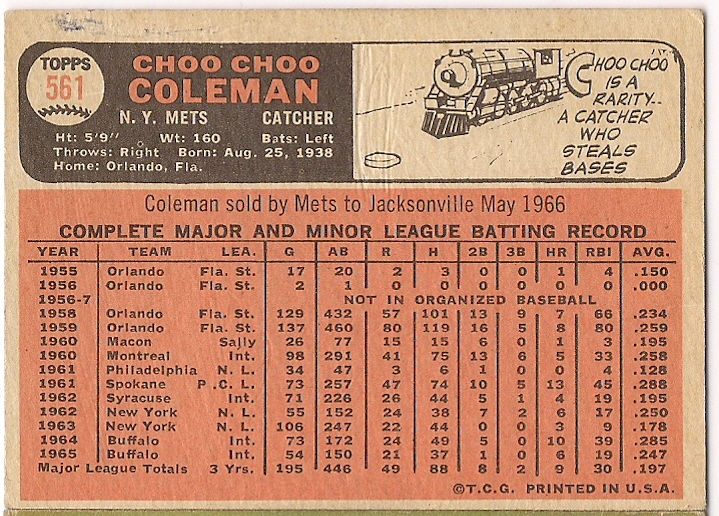 TOPPS
561
CHOO CHOO
COLEMAN
N. Y. METS CATCHER
Ht: 5'9" Wt: 160 Bats: Left
Throws: Right Born: Aug. 25, 1938
Home: Orlando, Fla.
CHOO CHOO
IS A
RARITY--
A CATCHER
WHO
STEALS
BASES
Coleman sold by Mets to Jacksonville May 1966
COMPLETE MAJOR AND MINOR LEAGUE BATTING RECORD
YEAR TEAM LEA. G AB R H 2B 3B HR RBI AVG.
1955 Orlando Fla. St. 17 20 2 3 0 0 1 4 .150
1956 Orlando Fla. St. 2 1 0 0 0 0 0 0 .000
1956-7 NOT IN ORGANIZED BASEBALL
1958 Orlando Fla. St. 129 432 57 101 13 9 7 66 .234
1959 Orlando Fla. St. 137 460 80 119 16 5 8 80 .259
1960 Macon Sally 26 77 15 15 6 0 1 3 .195
1960 Montreal Int. 98 291 41 75 13 6 5 33 .258
1961 Philadelphia N. L. 34 47 3 6 1 0 0 4 .128
1961 Spokane P.C.L. 73 257 47 74 10 5 13 45 .288
1962 Syracuse Int. 71 226 26 44 5 1 4 19 .195
1962 New York N. L. 55 152 24 38 7 2 6 17 .250
1963 New York N. L. 106 247 22 44 0 0 3 9 .178
1964 Buffalo Int. 73 172 24 49 5 0 10 39 .285
1965 Buffalo Int. 54 150 21 37 1 0 6 19 .247
Major League Totals 3 Yrs. 195 446 49 88 8 2 9 30 .197
©T.C.G. PRINTED IN U.S.A.